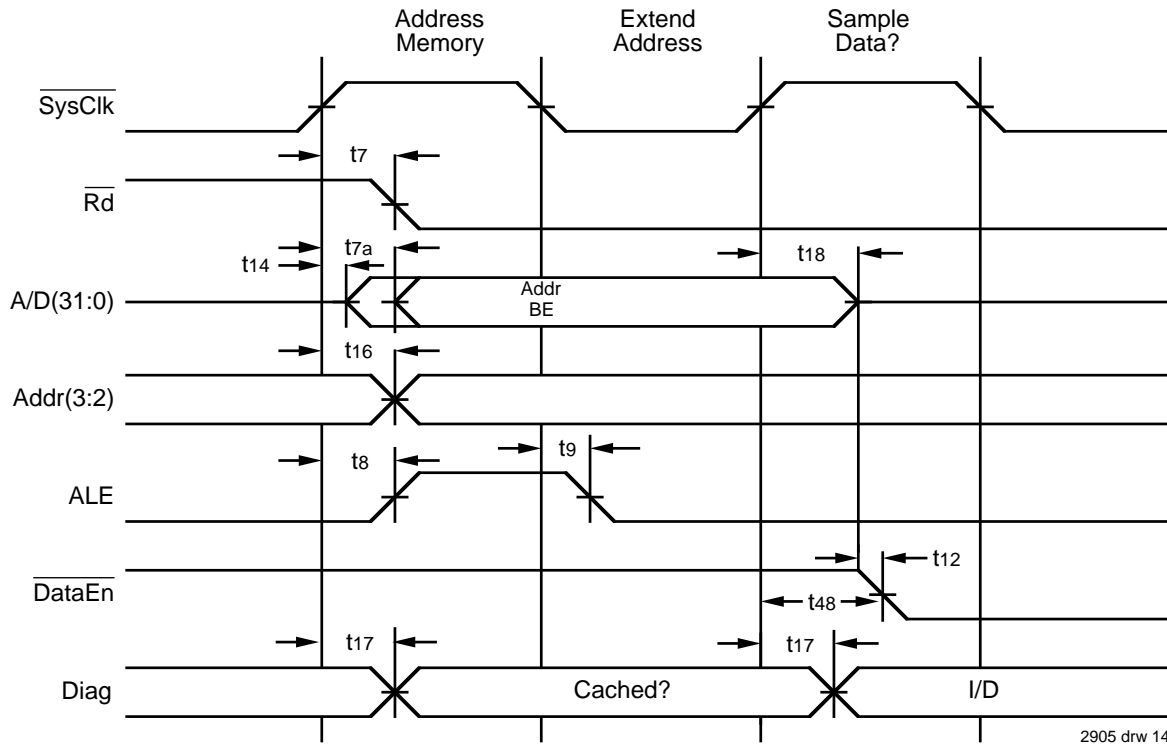 Address
Memory
Extend
Address
Sample
Data?
SysClk
t7
Rd
t7a
t14
t18
A/D(31:0)
Addr
BE
t16
Addr(3:2)
t8
t9
ALE
t12
DataEn
t48
t17
t17
Diag
Cached?
I/D
2905 drw 14